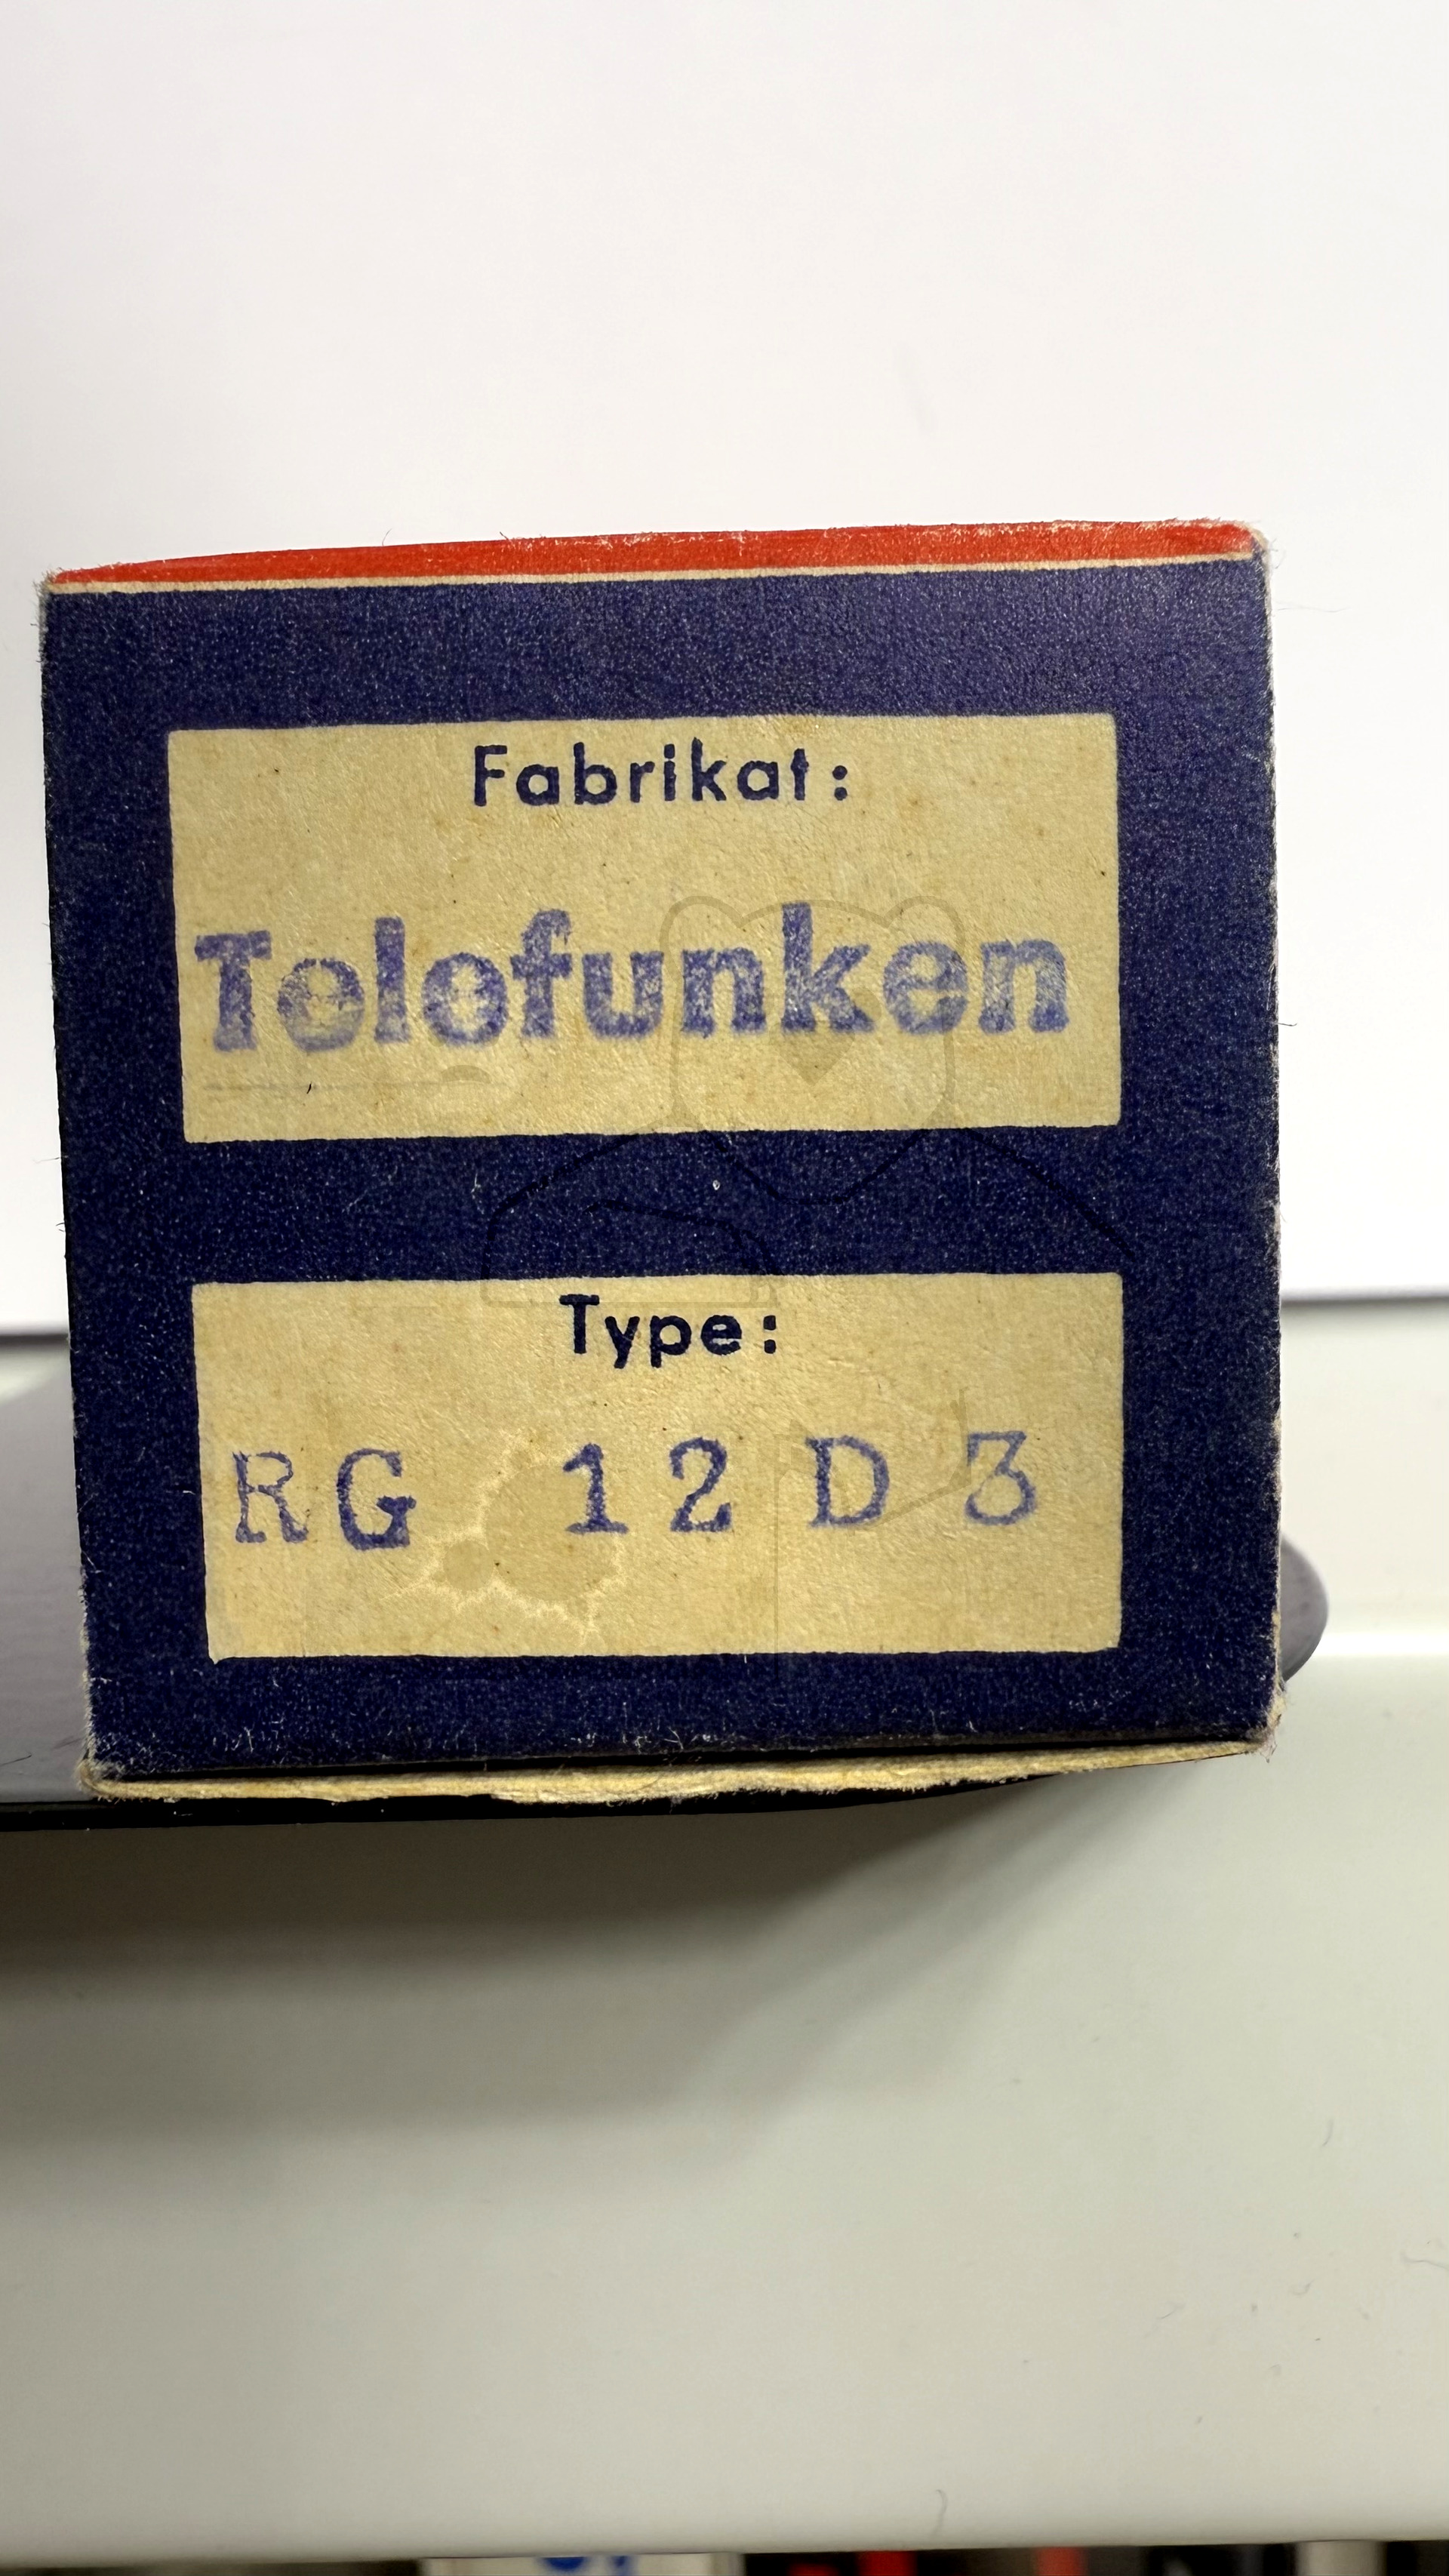 Fabrikat:
Telefunken
Type:
RG 12 D 3